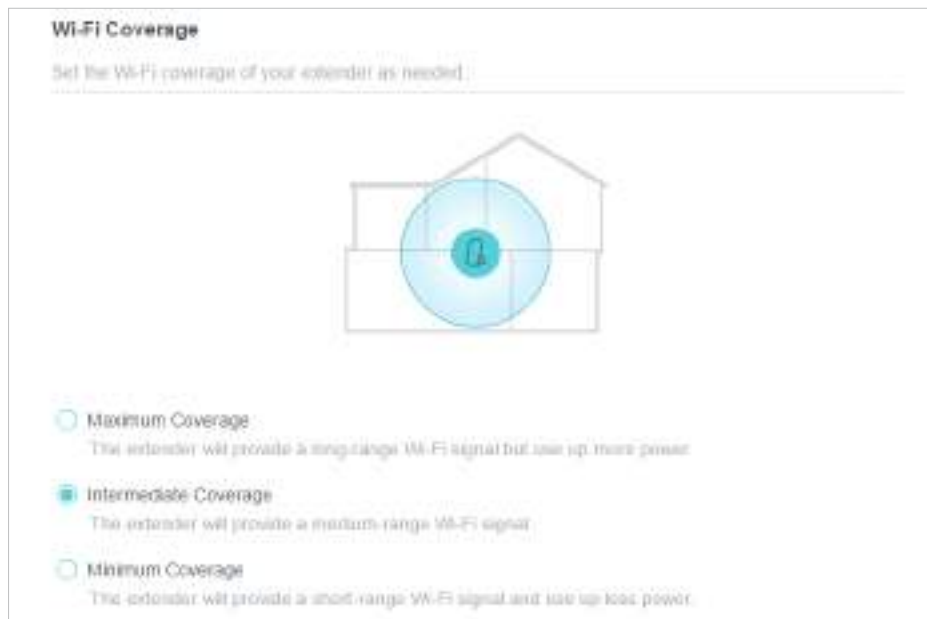 Wi-Fi Coverage
Set the Wi-Fi coverage of your extender as needed.
Maximum Coverage
The extender will provide a long-range Wi-Fi signal but use up more power.
Intermediate Coverage
The extender will provide a medium-range Wi-Fi signal.
Minimum Coverage
The extender will provide a short-range Wi-Fi signal and use up less power.